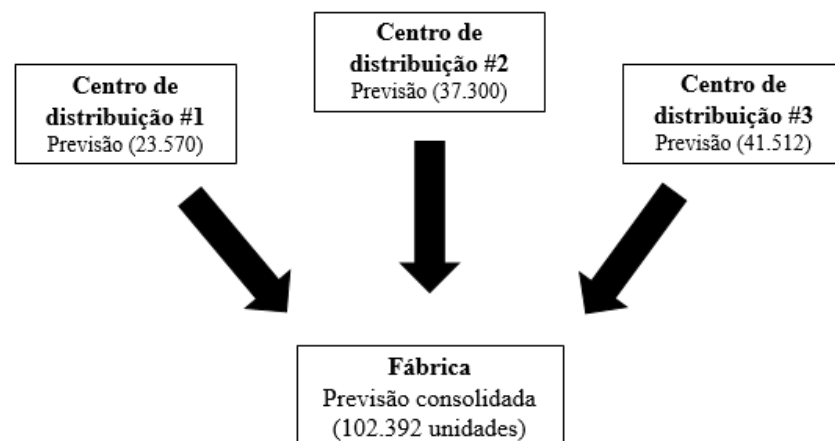 Centro de
distribuição #1
Previsão (23.570)
Centro de
distribuição #2
Previsão (37.300)
Centro de
distribuição #3
Previsão (41.512)
Fábrica
Previsão consolidada
(102.392 unidades)